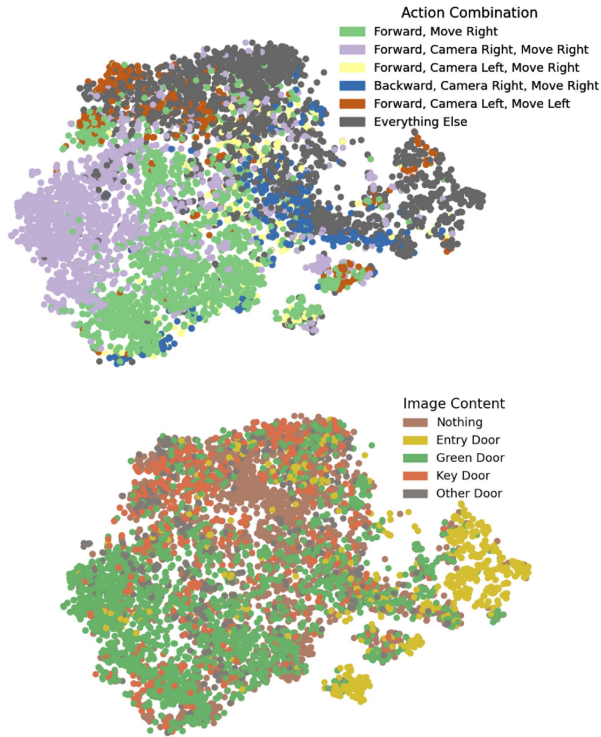 Action Combination
Forward, Move Right
Forward, Camera Right, Move Right
Forward, Camera Left, Move Right
Backward, Camera Right, Move Right
Forward, Camera Left, Move Left
Everything Else
Image Content
Nothing
Entry Door
Green Door
Key Door
Other Door